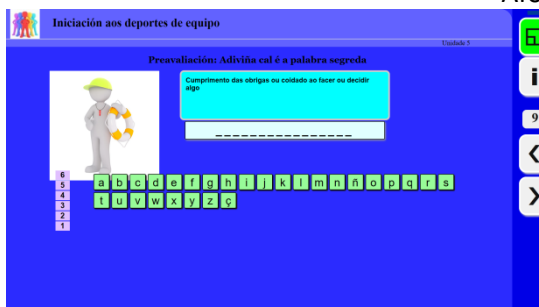 Iniciación aos deportes de equipo
Unidade 5
Preavaliación: Adiviña cal é a palabra segreda
Cumprimento das obrigas ou coidado ao facer ou decidir
algo
_ _ _ _ _ _ _ _ _ _ _ _ _ _ _
6
5
4
3
2
1
a b c d e f g h i j k l m n ñ o p q r s
t u v w x y z ç
i
9